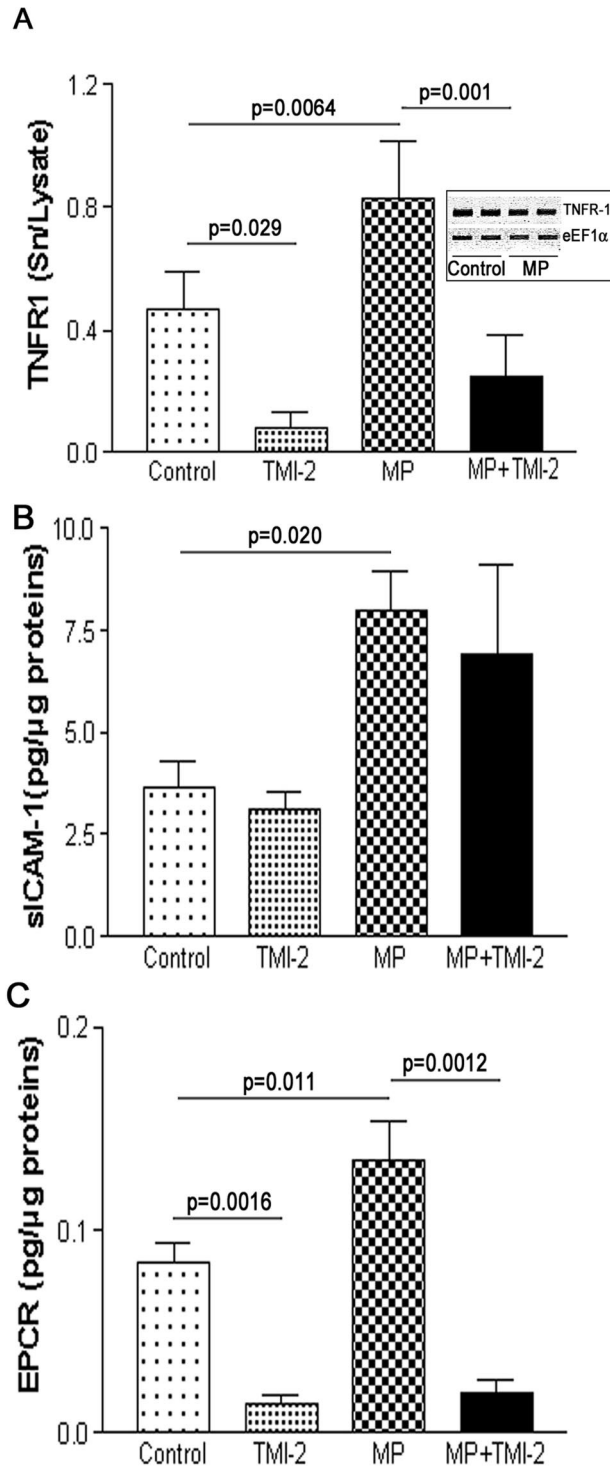 A
TNFR1 (Sn/Lysate)
1.2
0.8
0.4
0.0
p=0.0064
p=0.001
p=0.029
TNFR-1
eEF1α
Control MP
Control TMI-2 MP MP+TMI-2
B
sICAM-1(pg/µg proteins)
10.0
7.5
5.0
2.5
0.0
p=0.020
Control TMI-2 MP MP+TMI-2
C
EPCR (pg/µg proteins)
0.2
0.1
0.0
p=0.0012
p=0.011
p=0.0016
Control TMI-2 MP MP+TMI-2